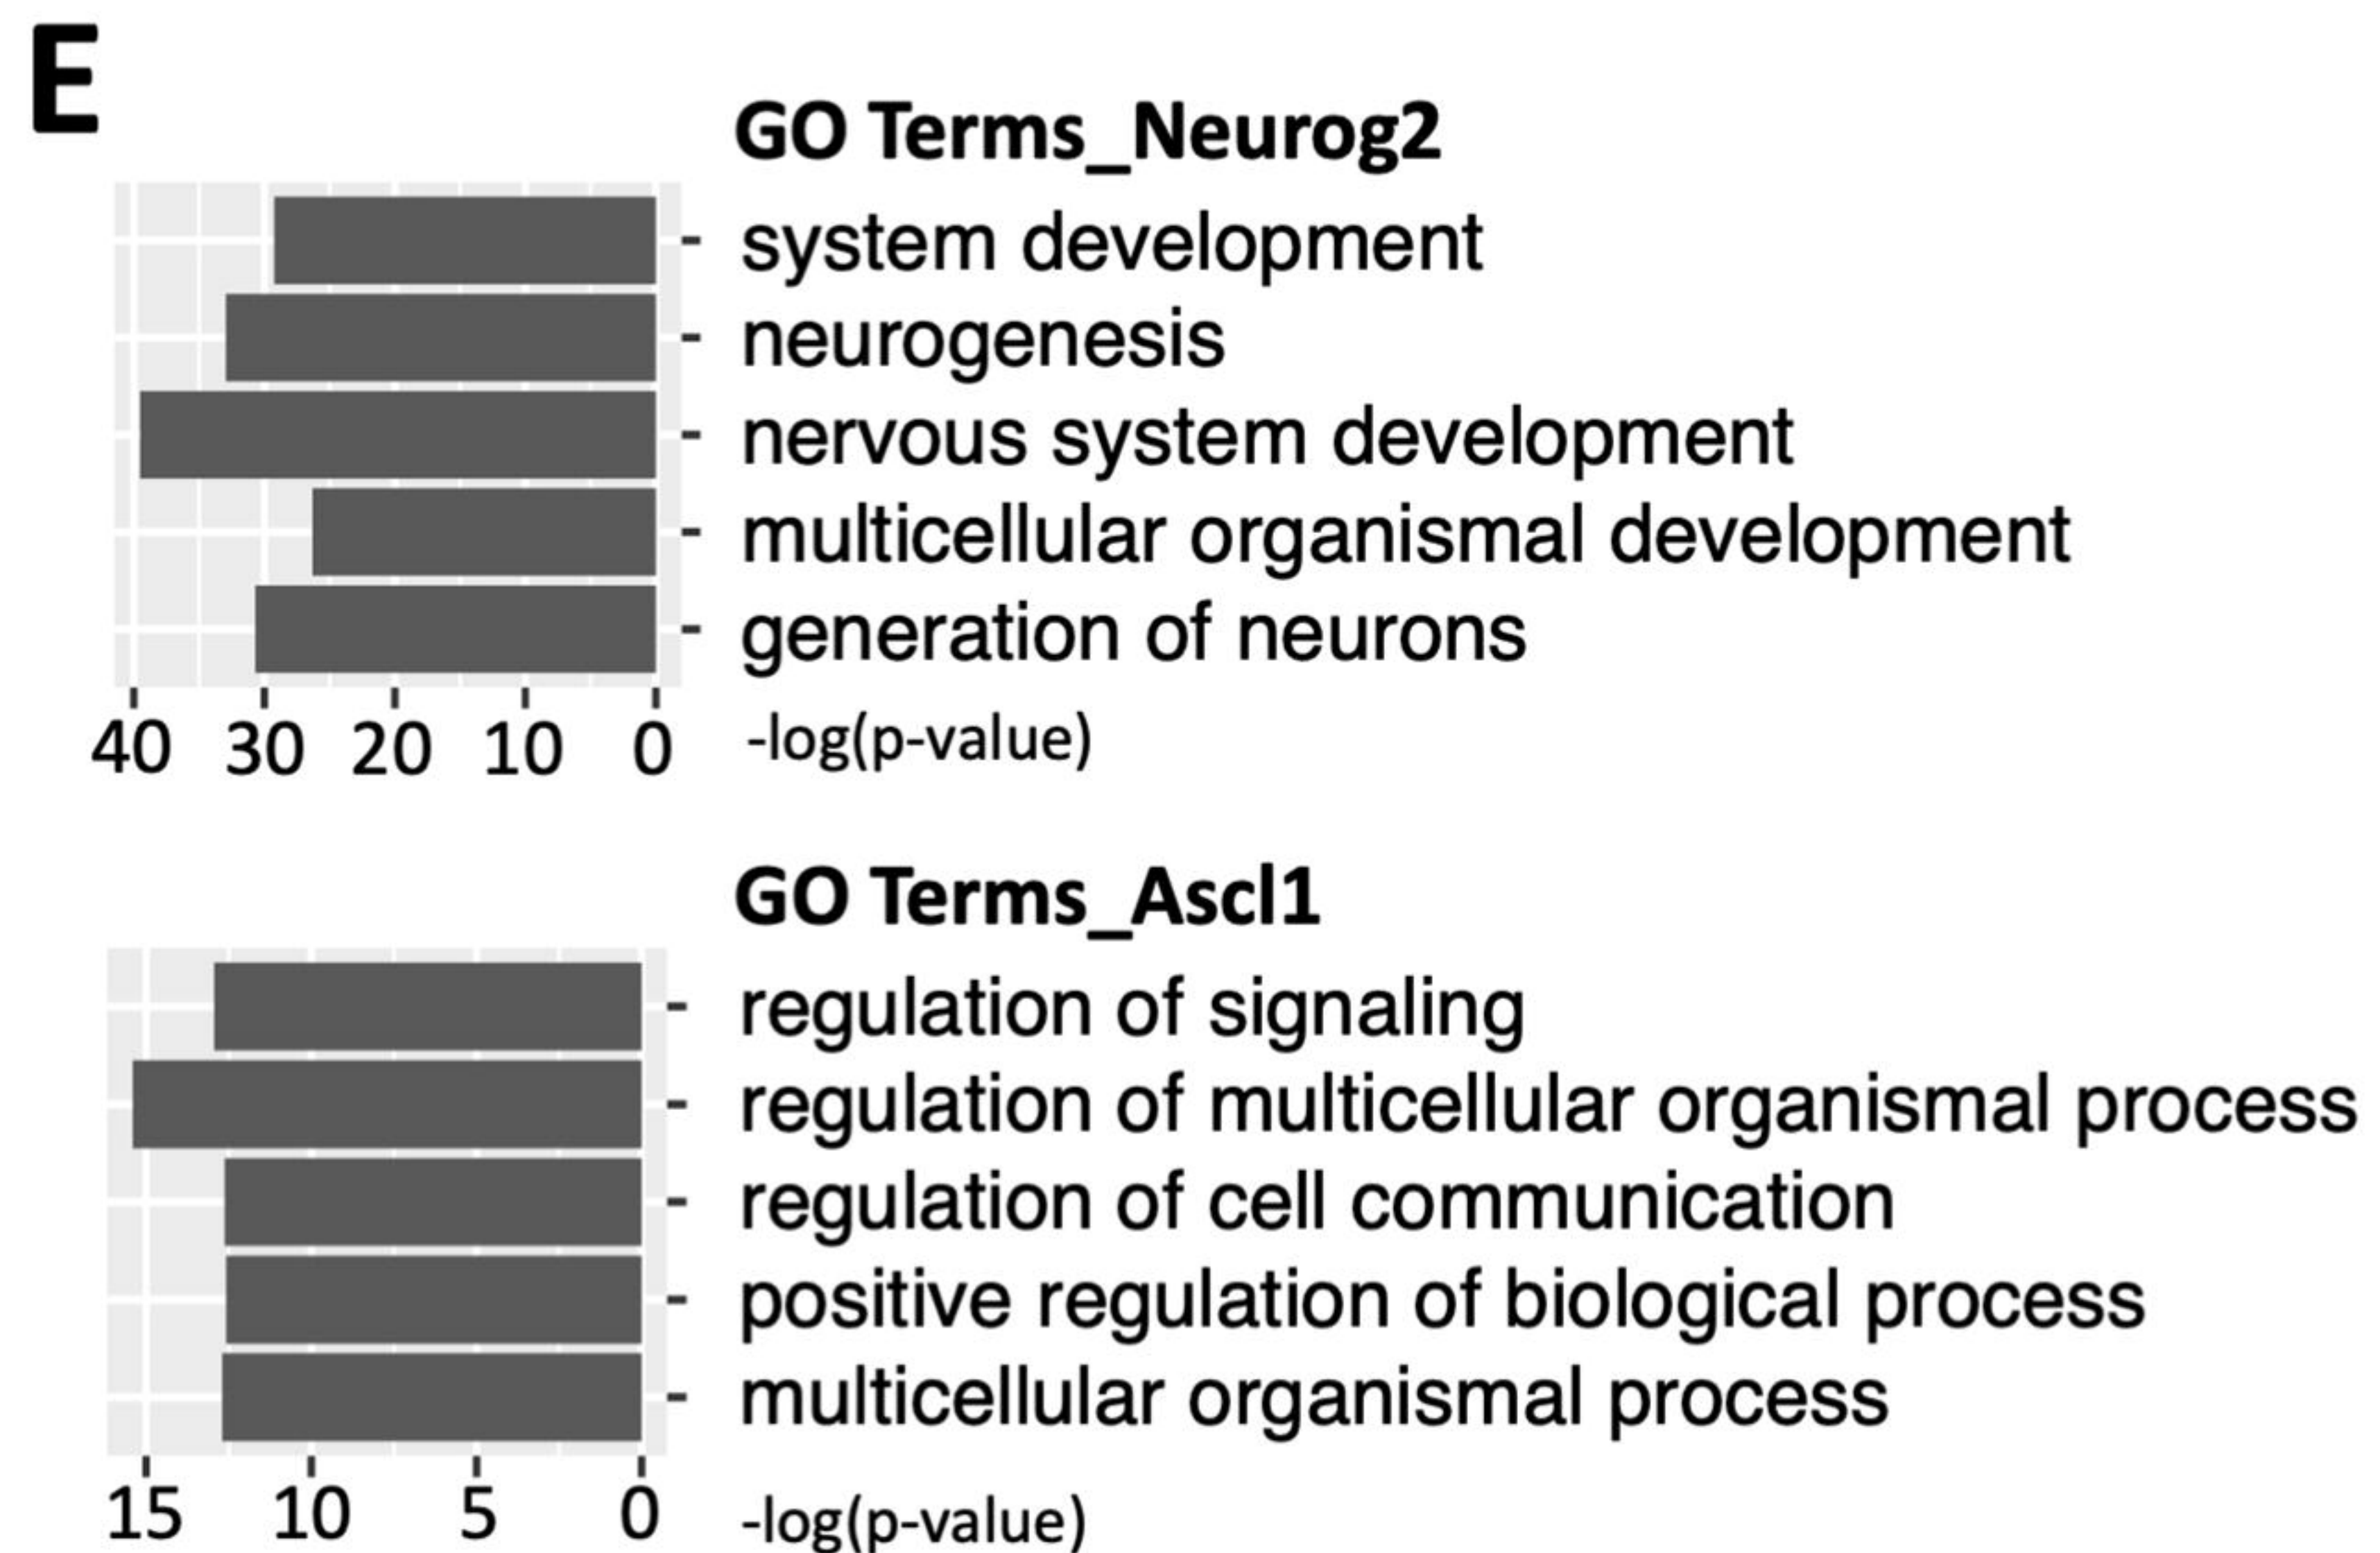 E
GO Terms_Neurog2
system development
neurogenesis
nervous system development
multicellular organismal development
generation of neurons
40 30 20 10 0 -log(p-value)
GO Terms_Ascl1
regulation of signaling
regulation of multicellular organismal process
regulation of cell communication
positive regulation of biological process
multicellular organismal process
15 10 5 0 -log(p-value)